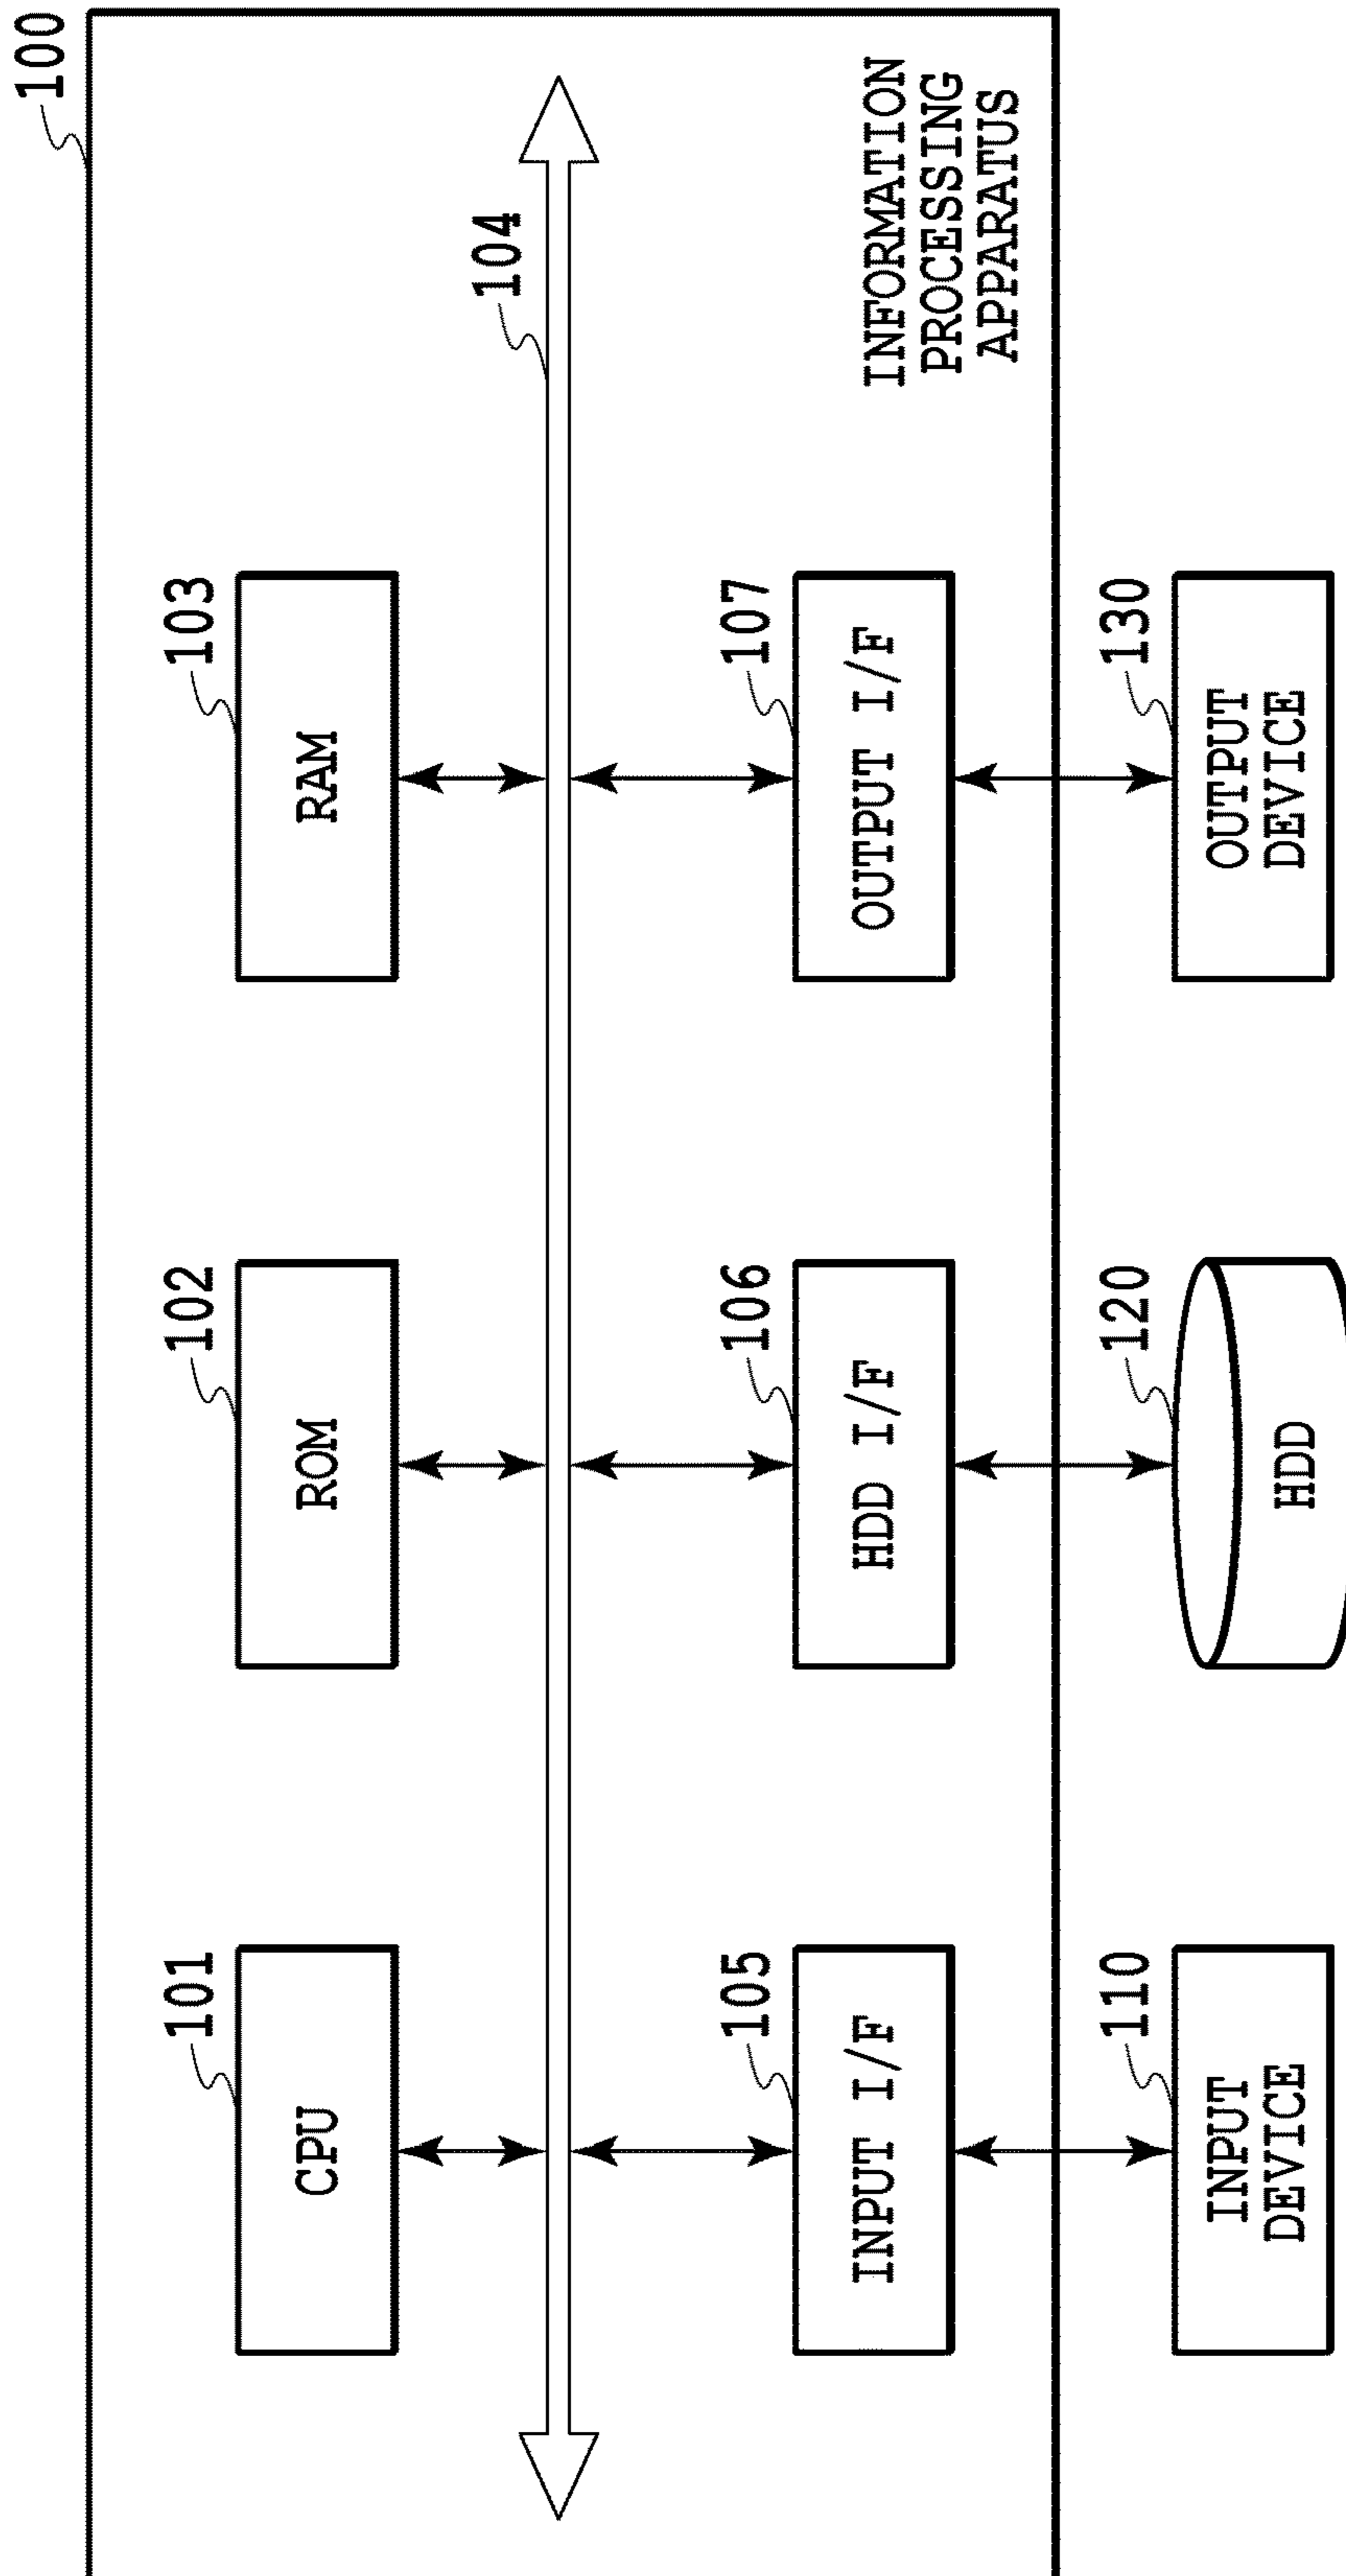 100
101
CPU
102
ROM
103
RAM
104
105
INPUT I/F
106
HDD I/F
107
OUTPUT I/F
INFORMATION
PROCESSING
APPARATUS
110
INPUT
DEVICE
120
HDD
130
OUTPUT
DEVICE